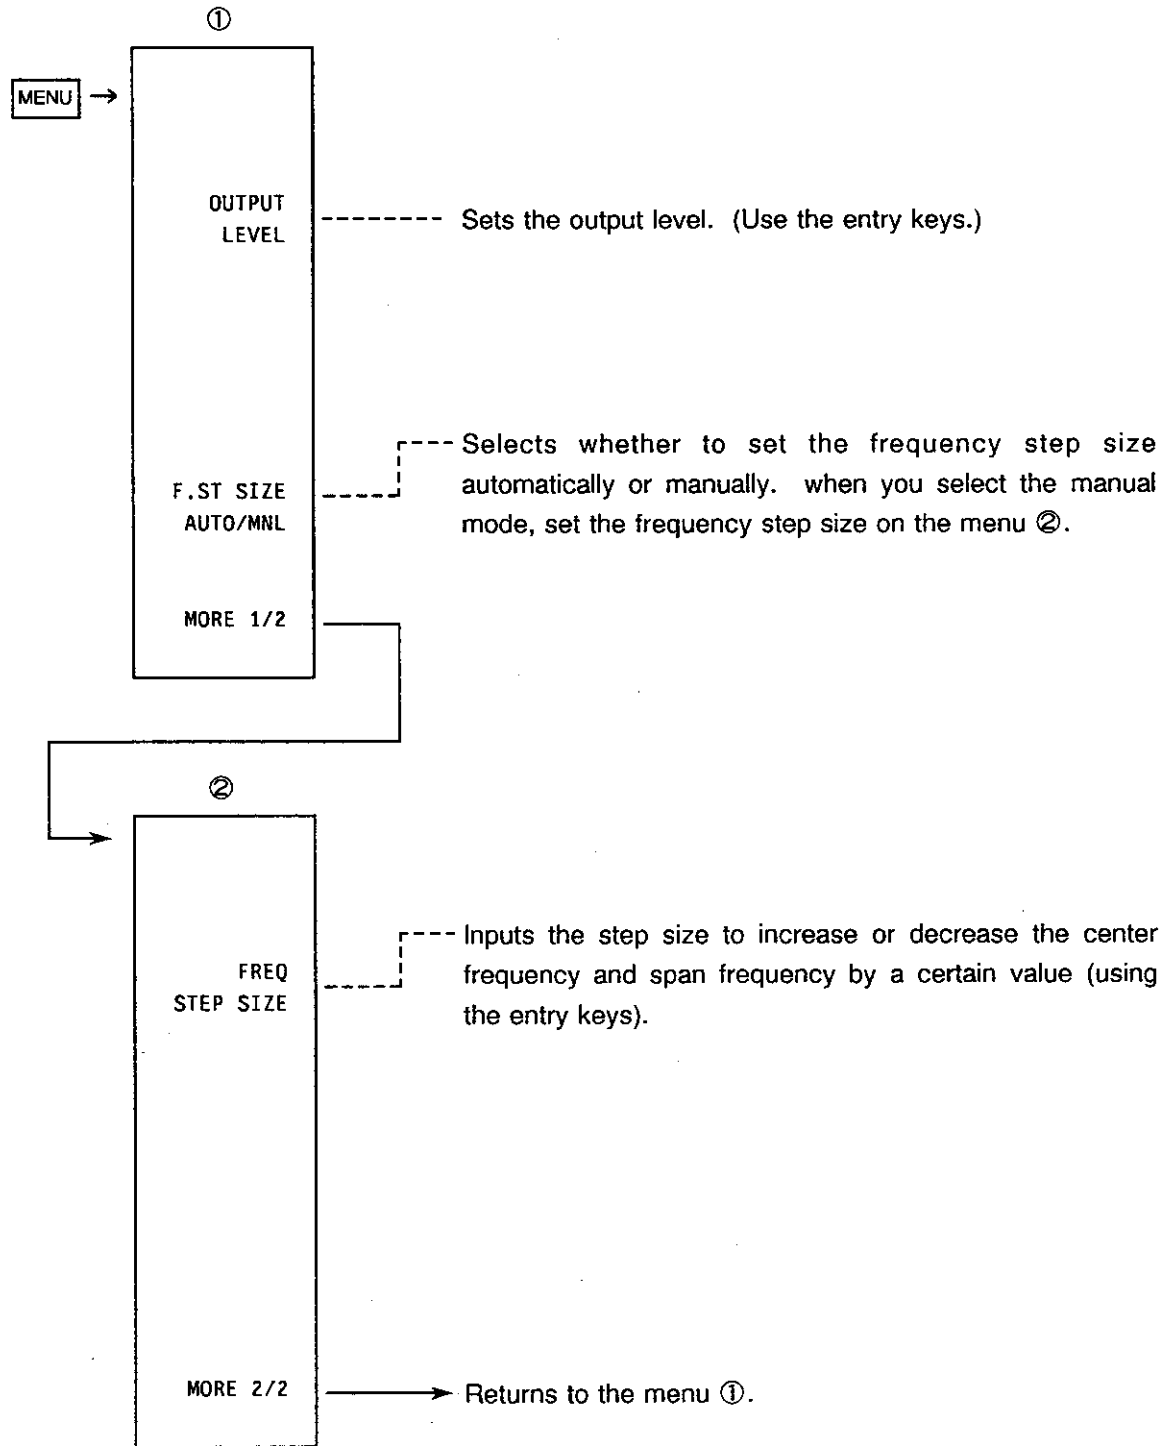 ①
MENU →
OUTPUT
LEVEL
Sets the output level. (Use the entry keys.)
F.ST SIZE
AUTO/MNL
Selects whether to set the frequency step size
automatically or manually. when you select the manual
mode, set the frequency step size on the menu ②.
MORE 1/2
②
FREQ
STEP SIZE
Inputs the step size to increase or decrease the center
frequency and span frequency by a certain value (using
the entry keys).
MORE 2/2
Returns to the menu ①.